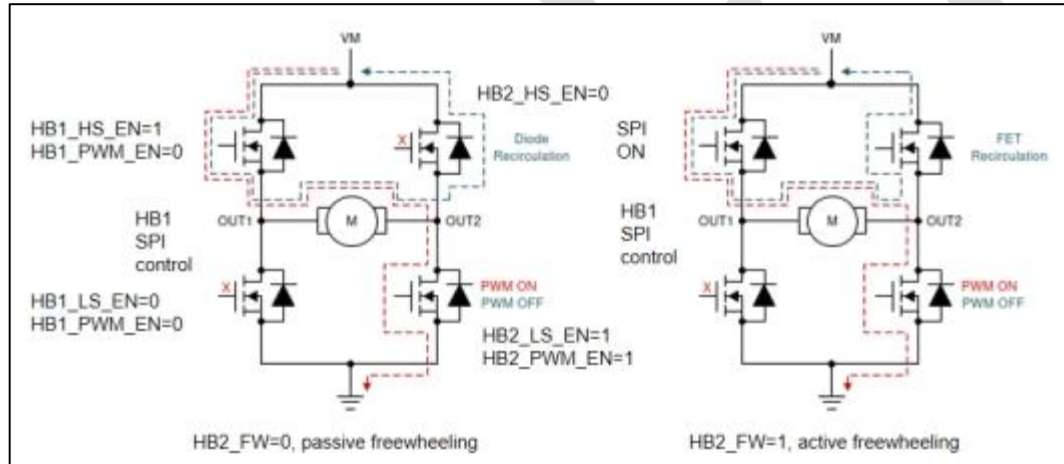 VM
HB2_HS_EN=0
HB1_HS_EN=1
HB1_PWM_EN=0
X
Diode
Recirculation
OUT1
M
OUT2
HB1
SPI
control
X
HB1_LS_EN=0
HB1_PWM_EN=0
PWM ON
PWM OFF
HB2_LS_EN=1
HB2_PWM_EN=1
HB2_FW=0, passive freewheeling
VM
SPI
ON
FET
Recirculation
OUT1
M
OUT2
HB1
SPI
control
X
PWM ON
PWM OFF
HB2_FW=1, active freewheeling